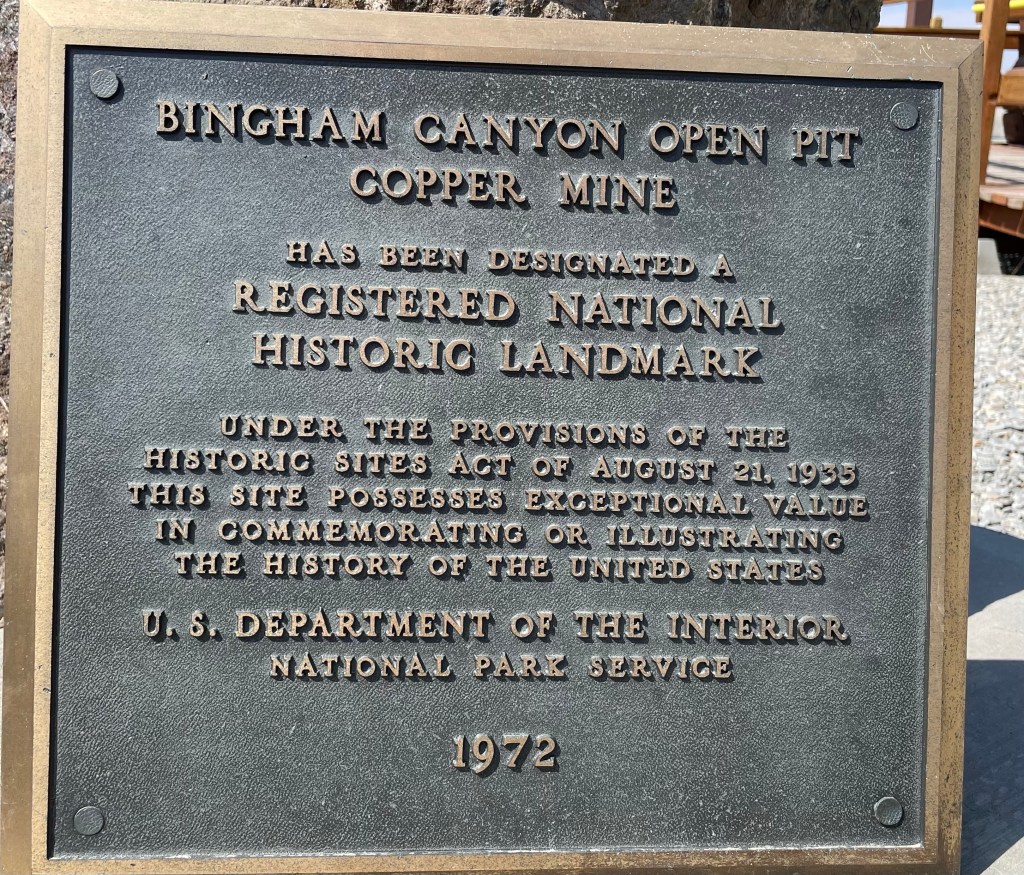 BINGHAM CANYON OPEN PIT
COPPER MINE
HAS BEEN DESIGNATED A
REGISTERED NATIONAL
HISTORIC LANDMARK
UNDER THE PROVISIONS OF THE
HISTORIC SITES ACT OF AUGUST 21, 1935
THIS SITE POSSESSES EXCEPTIONAL VALUE
IN COMMEMORATING OR ILLUSTRATING
THE HISTORY OF THE UNITED STATES
U. S. DEPARTMENT OF THE INTERIOR
NATIONAL PARK SERVICE
1972